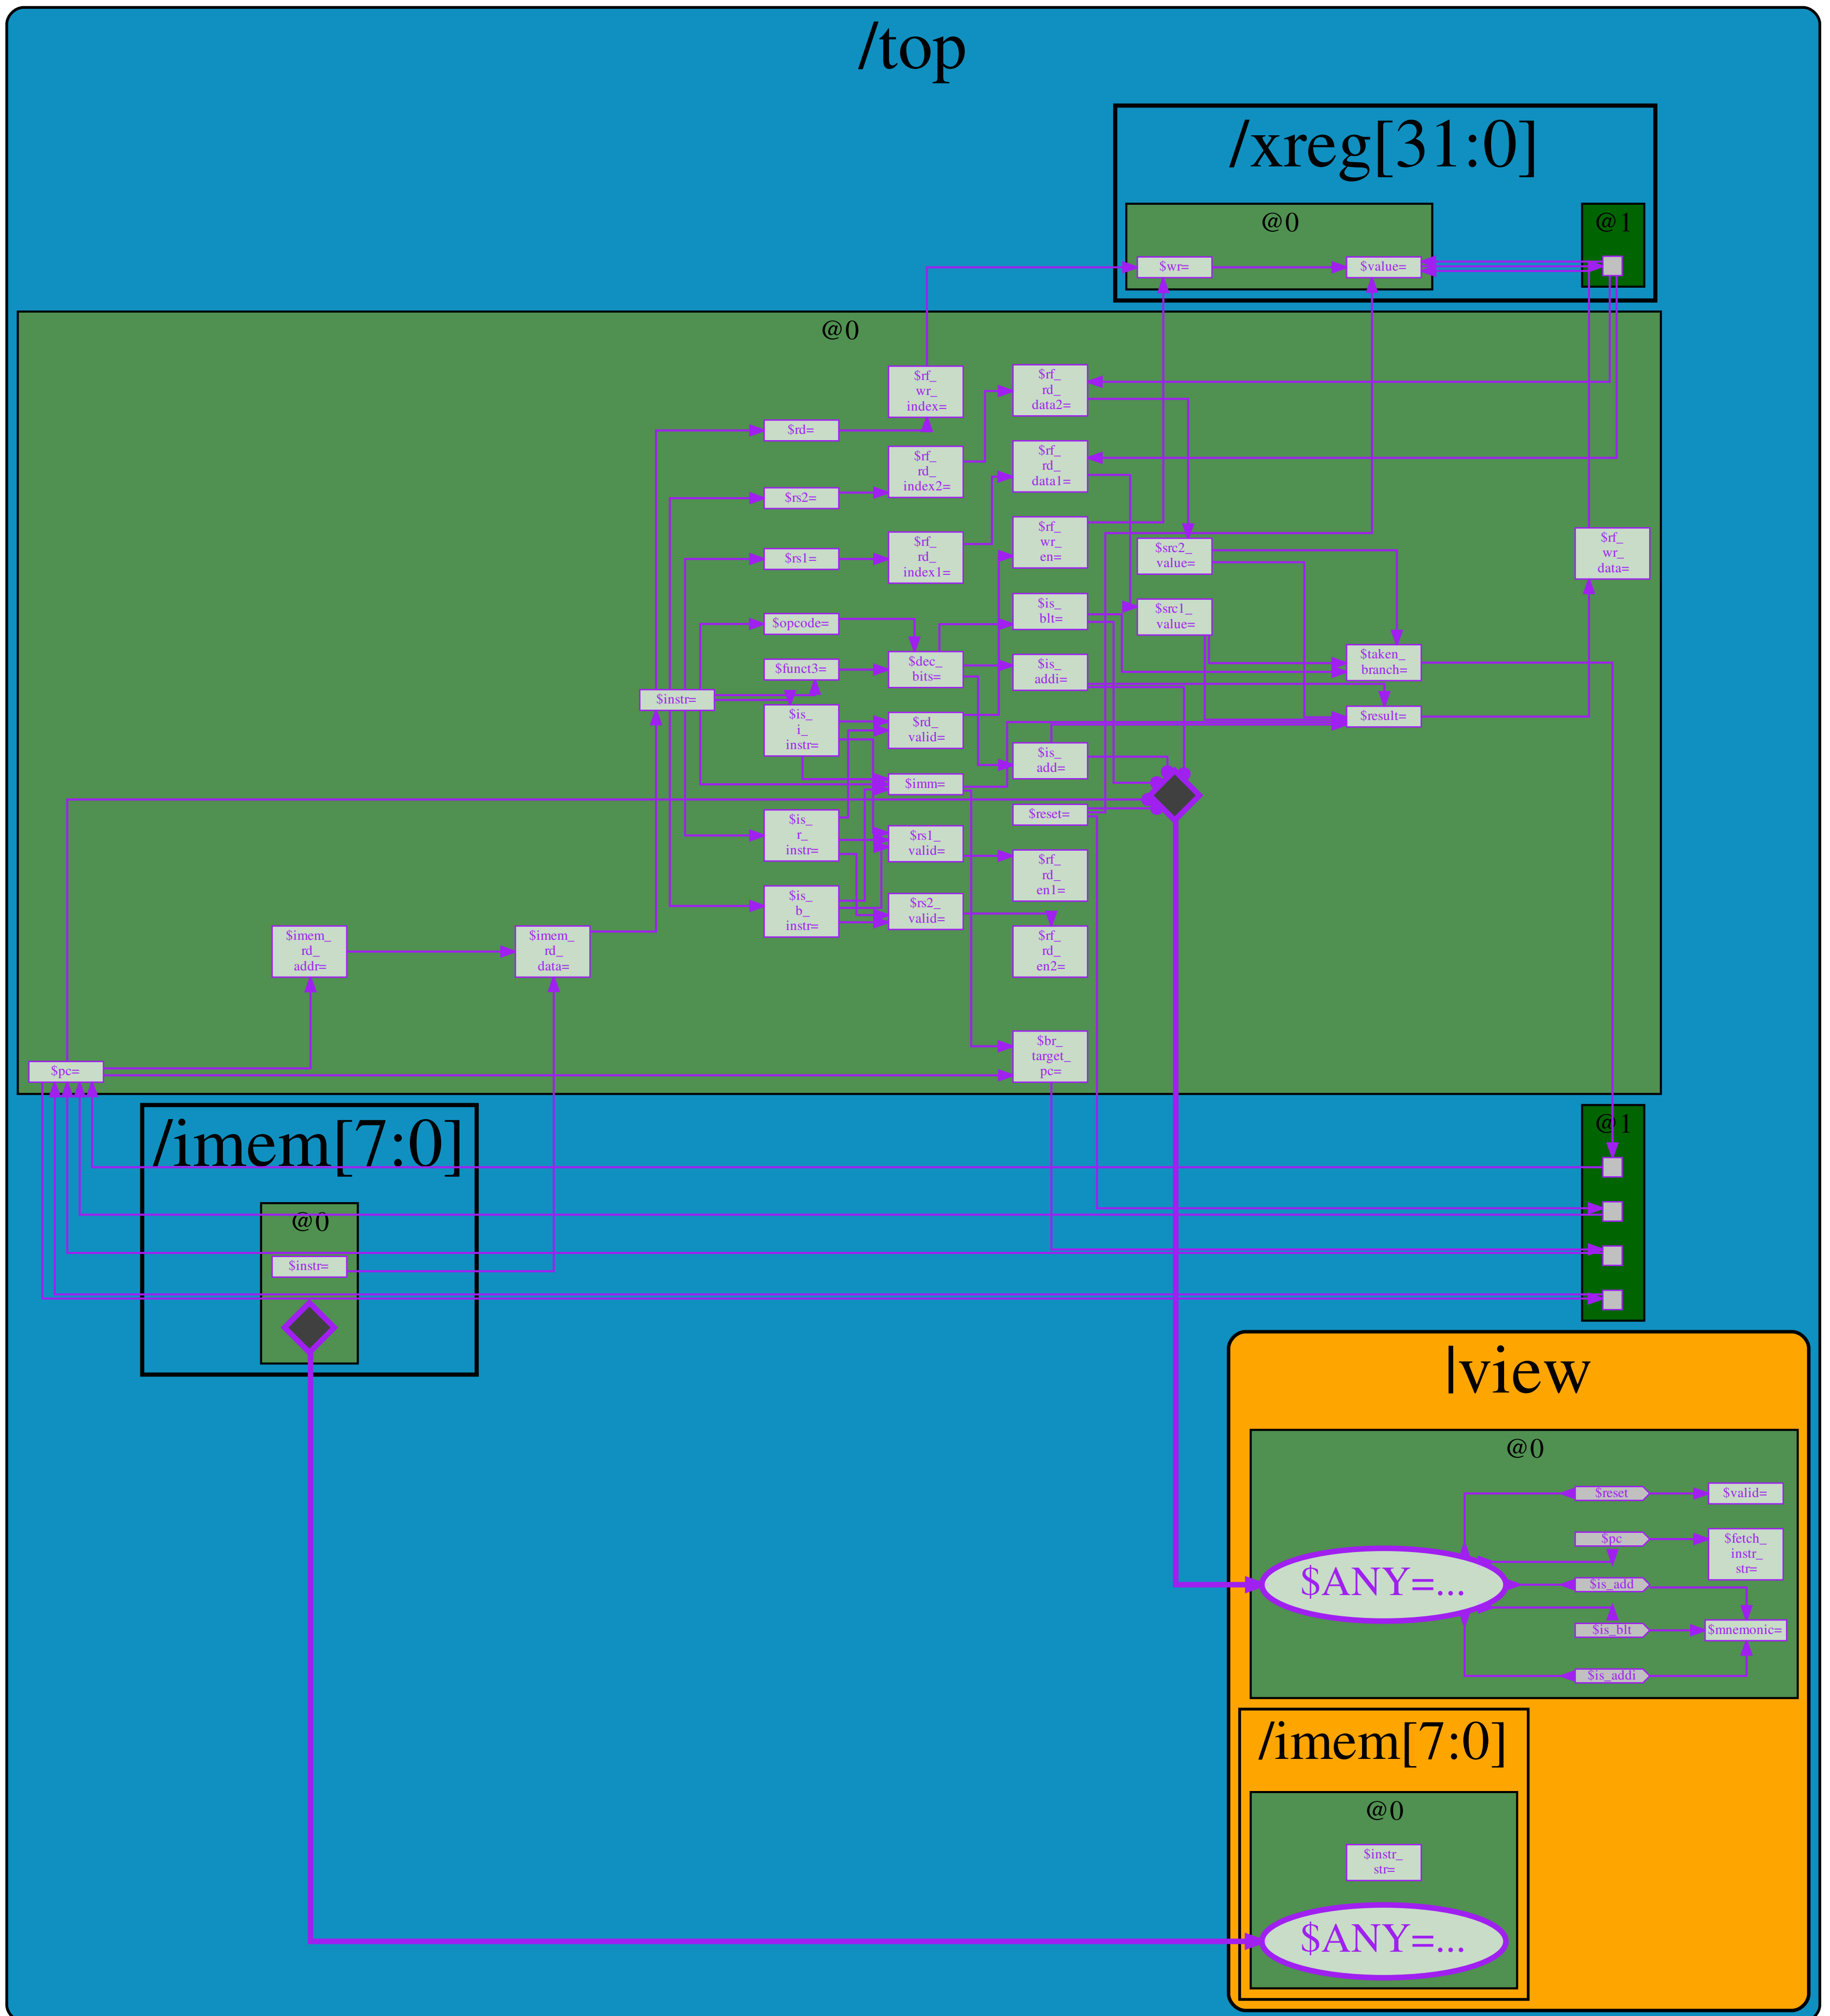 /top
/xreg[31:0]
@0
@1
$wr=
$value=
@0
$rf_
wr_
index=
$rf_
rd_
data2=
$rd=
$rf_
rd_
index2=
$rf_
rd_
data1=
$rs2=
$rf_
wr_
en=
$rf_
rd_
index1=
$rs1=
$src2_
value=
$rf_
wr_
data=
$is_
blt=
$src1_
value=
$opcode=
$funct3=
$dec_
bits=
$is_
addi=
$taken_
branch=
$instr=
$is_
i_
instr=
$rd_
valid=
$result=
$is_
add=
$imm=
$reset=
$is_
r_
instr=
$rs1_
valid=
$rf_
rd_
en1=
$is_
b_
instr=
$rs2_
valid=
$imem_
rd_
addr=
$imem_
rd_
data=
$rf_
rd_
en2=
$br_
target_
pc=
$pc=
/imem[7:0]
@1
@0
$instr=
|view
@0
$reset
$valid=
$pc
$fetch_
instr_
str=
$ANY=...
$is_add
$is_blt
$mnemonic=
$is_addi
/imem[7:0]
@0
$instr_
str=
$ANY=...